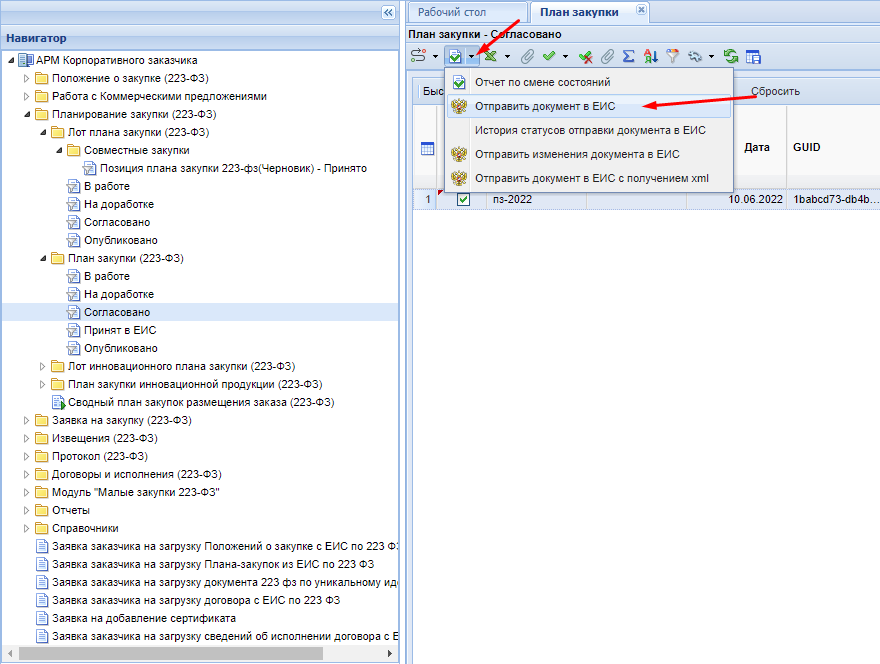 Навигатор
АРМ Корпоративного заказчика
Положение о закупке (223-ФЗ)
Работа с Коммерческими предложениями
Планирование закупки (223-ФЗ)
Лот плана закупки (223-ФЗ)
Совместные закупки
Позиция плана закупки 223-фз(Черновик) - Принято
В работе
На доработке
Согласовано
Опубликовано
План закупки (223-ФЗ)
В работе
На доработке
Согласовано
Принят в ЕИС
Опубликовано
Лот инновационного плана закупки (223-ФЗ)
План закупки инновационной продукции (223-ФЗ)
Сводный план закупок размещения заказа (223-ФЗ)
Заявка на закупку (223-ФЗ)
Извещения (223-ФЗ)
Протокол (223-ФЗ)
Договоры и исполнения (223-ФЗ)
Модуль "Малые закупки 223-ФЗ"
Отчеты
Справочники
Заявка заказчика на загрузку Положений о закупке с ЕИС по 223 ФЗ
Заявка заказчика на загрузку Плана-закупок из ЕИС по 223 ФЗ
Заявка заказчика на загрузку документа 223 фз по уникальному иде
Заявка заказчика на загрузку договора с ЕИС по 223 ФЗ
Заявка на добавление сертификата
Заявка заказчика на загрузку сведений об исполнении договора с Е
Рабочий стол
План закупки
План закупки - Согласовано
Быс
Сбросить
Отчет по смене состояний
Отправить документ в ЕИС
История статусов отправки документа в ЕИС
Отправить изменения документа в ЕИС
Отправить документ в ЕИС с получением xml
Дата
GUID
1
пз-2022
10.06.2022
1babcd73-db4b...